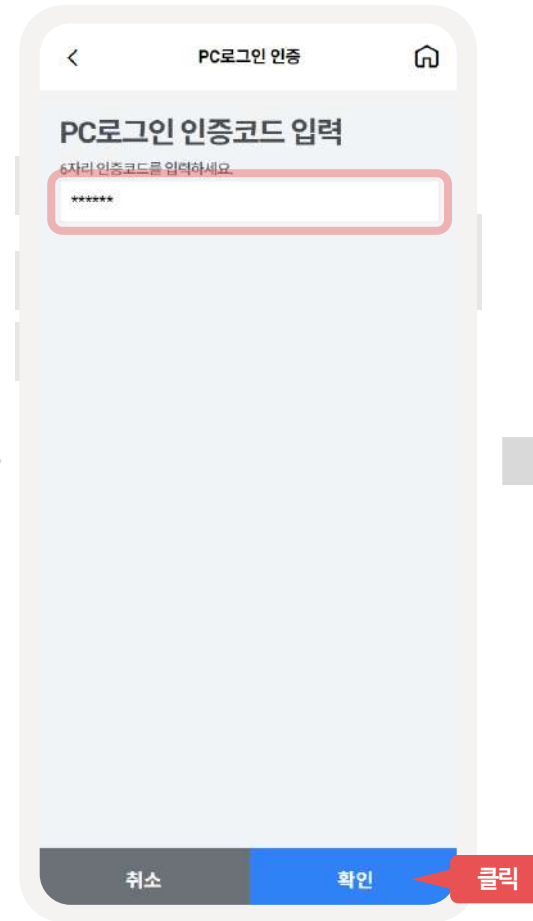 PC로그인 인증
PC로그인 인증코드 입력
6자리 인증코드를 입력하세요.
******
취소
확인
클릭